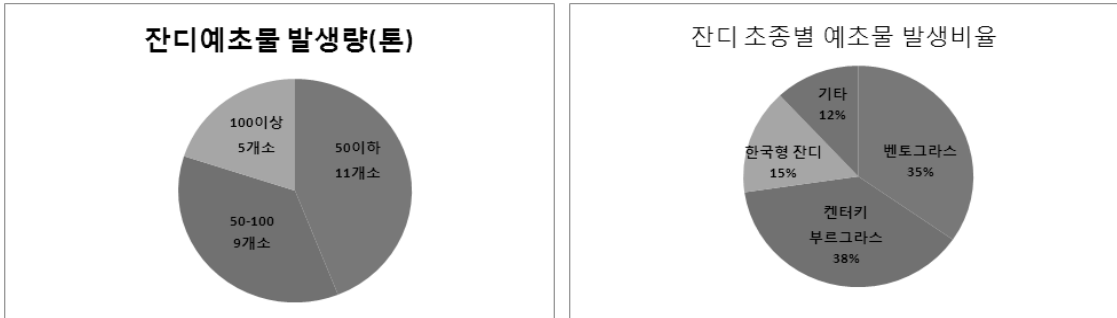 잔디예초물 발생량(톤)
100이상
5개소
50이하
11개소
50-100
9개소
잔디 초종별 예초물 발생비율
기타
12%
한국형 잔디
15%
벤토그라스
35%
켄터키
부르그라스
38%